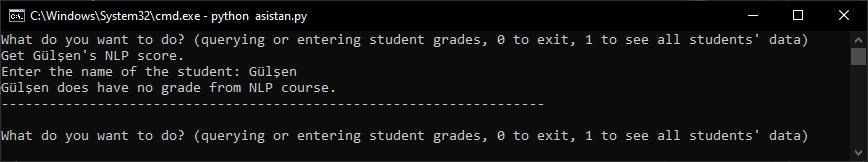 C:\Windows\System32\cmd.exe - python  asistan.py
What do you want to do? (querying or entering student grades, 0 to exit, 1 to see all students' data)
Get Gülşen's NLP score.
Enter the name of the student: Gülşen
Gülşen does have no grade from NLP course.
--------------------------------------------------------------------
What do you want to do? (querying or entering student grades, 0 to exit, 1 to see all students' data)